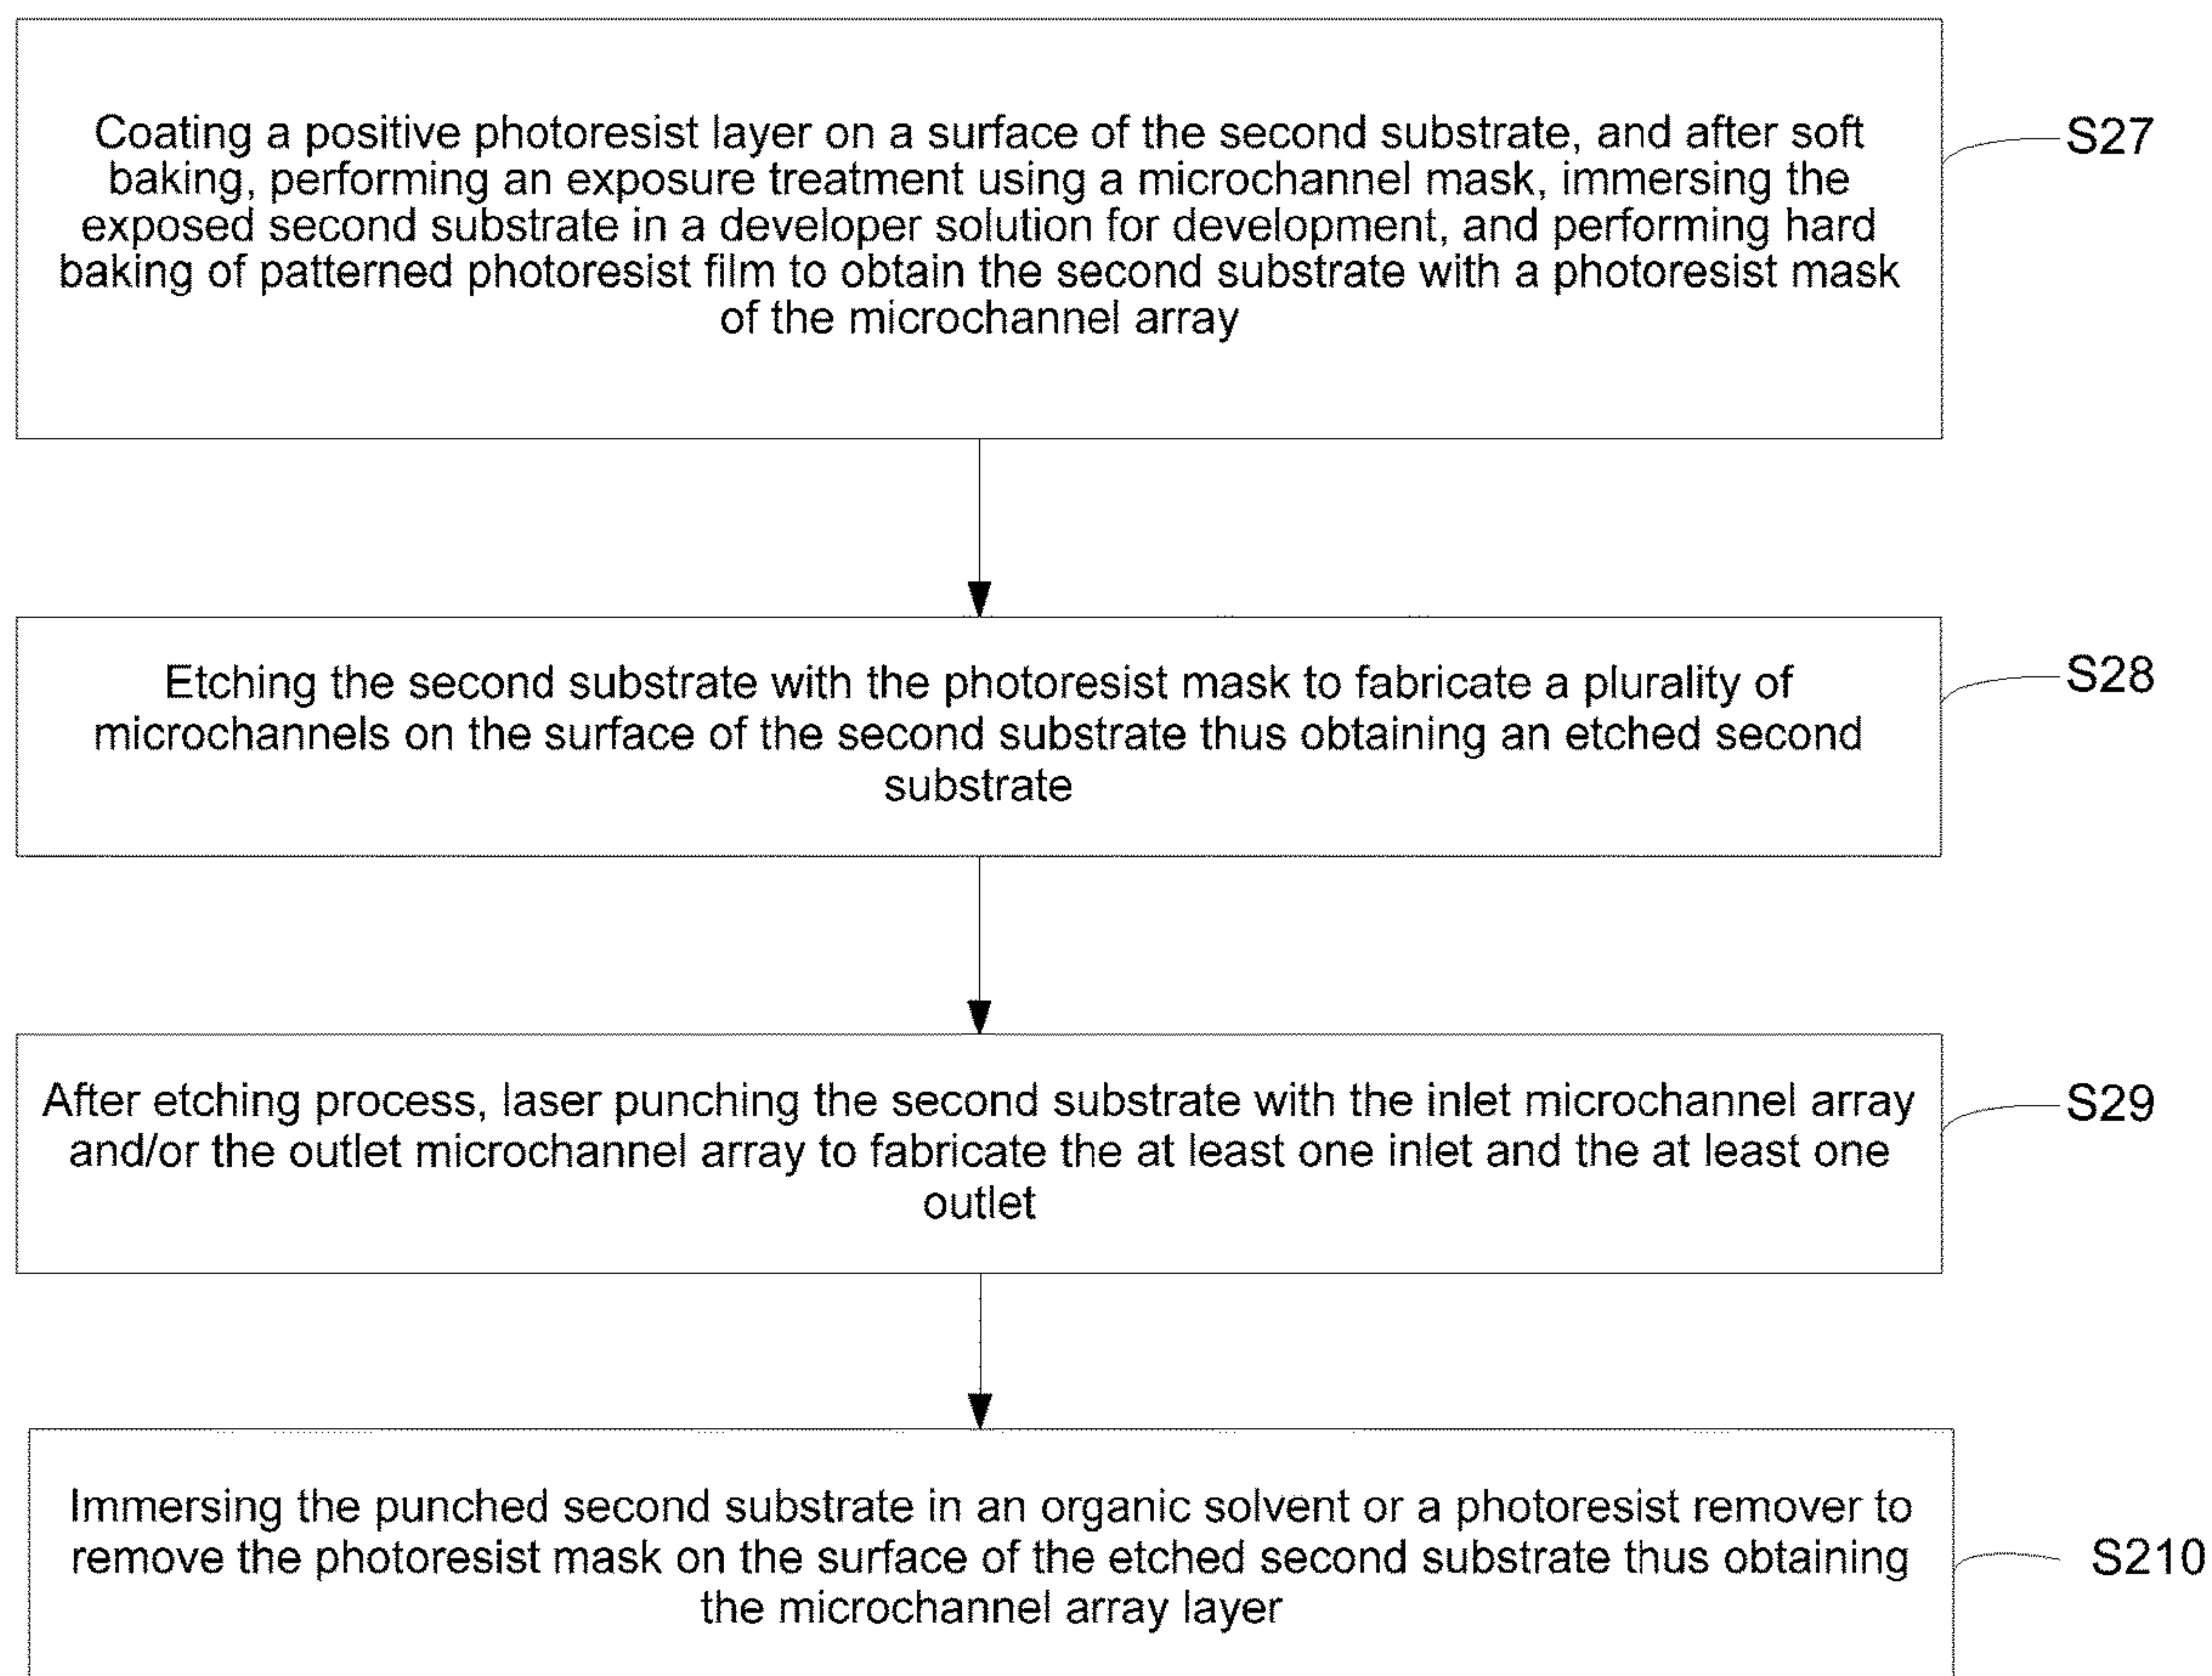 Coating a positive photoresist layer on a surface of the second substrate, and after soft
baking, performing an exposure treatment using a microchannel mask, immersing the
exposed second substrate in a developer solution for development, and performing hard
baking of patterned photoresist film to obtain the second substrate with a photoresist mask
of the microchannel array
S27
Etching the second substrate with the photoresist mask to fabricate a plurality of
microchannels on the surface of the second substrate thus obtaining an etched second
substrate
S28
After etching process, laser punching the second substrate with the inlet microchannel array
and/or the outlet microchannel array to fabricate the at least one inlet and the at least one
outlet
S29
Immersing the punched second substrate in an organic solvent or a photoresist remover to
remove the photoresist mask on the surface of the etched second substrate thus obtaining
the microchannel array layer
S210